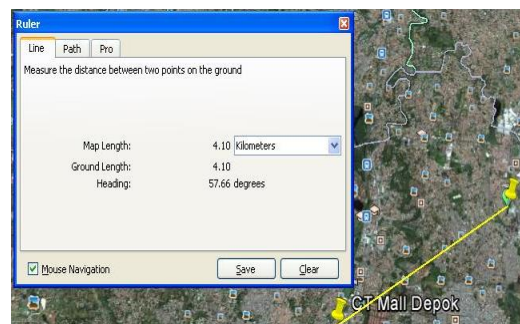 Ruler
Line Path Pro
Measure the distance between two points on the ground
Map Length: 4.10 Kilometers
Ground Length: 4.10
Heading: 57.66 degrees
Mouse Navigation Save Clear
CT Mall Depok